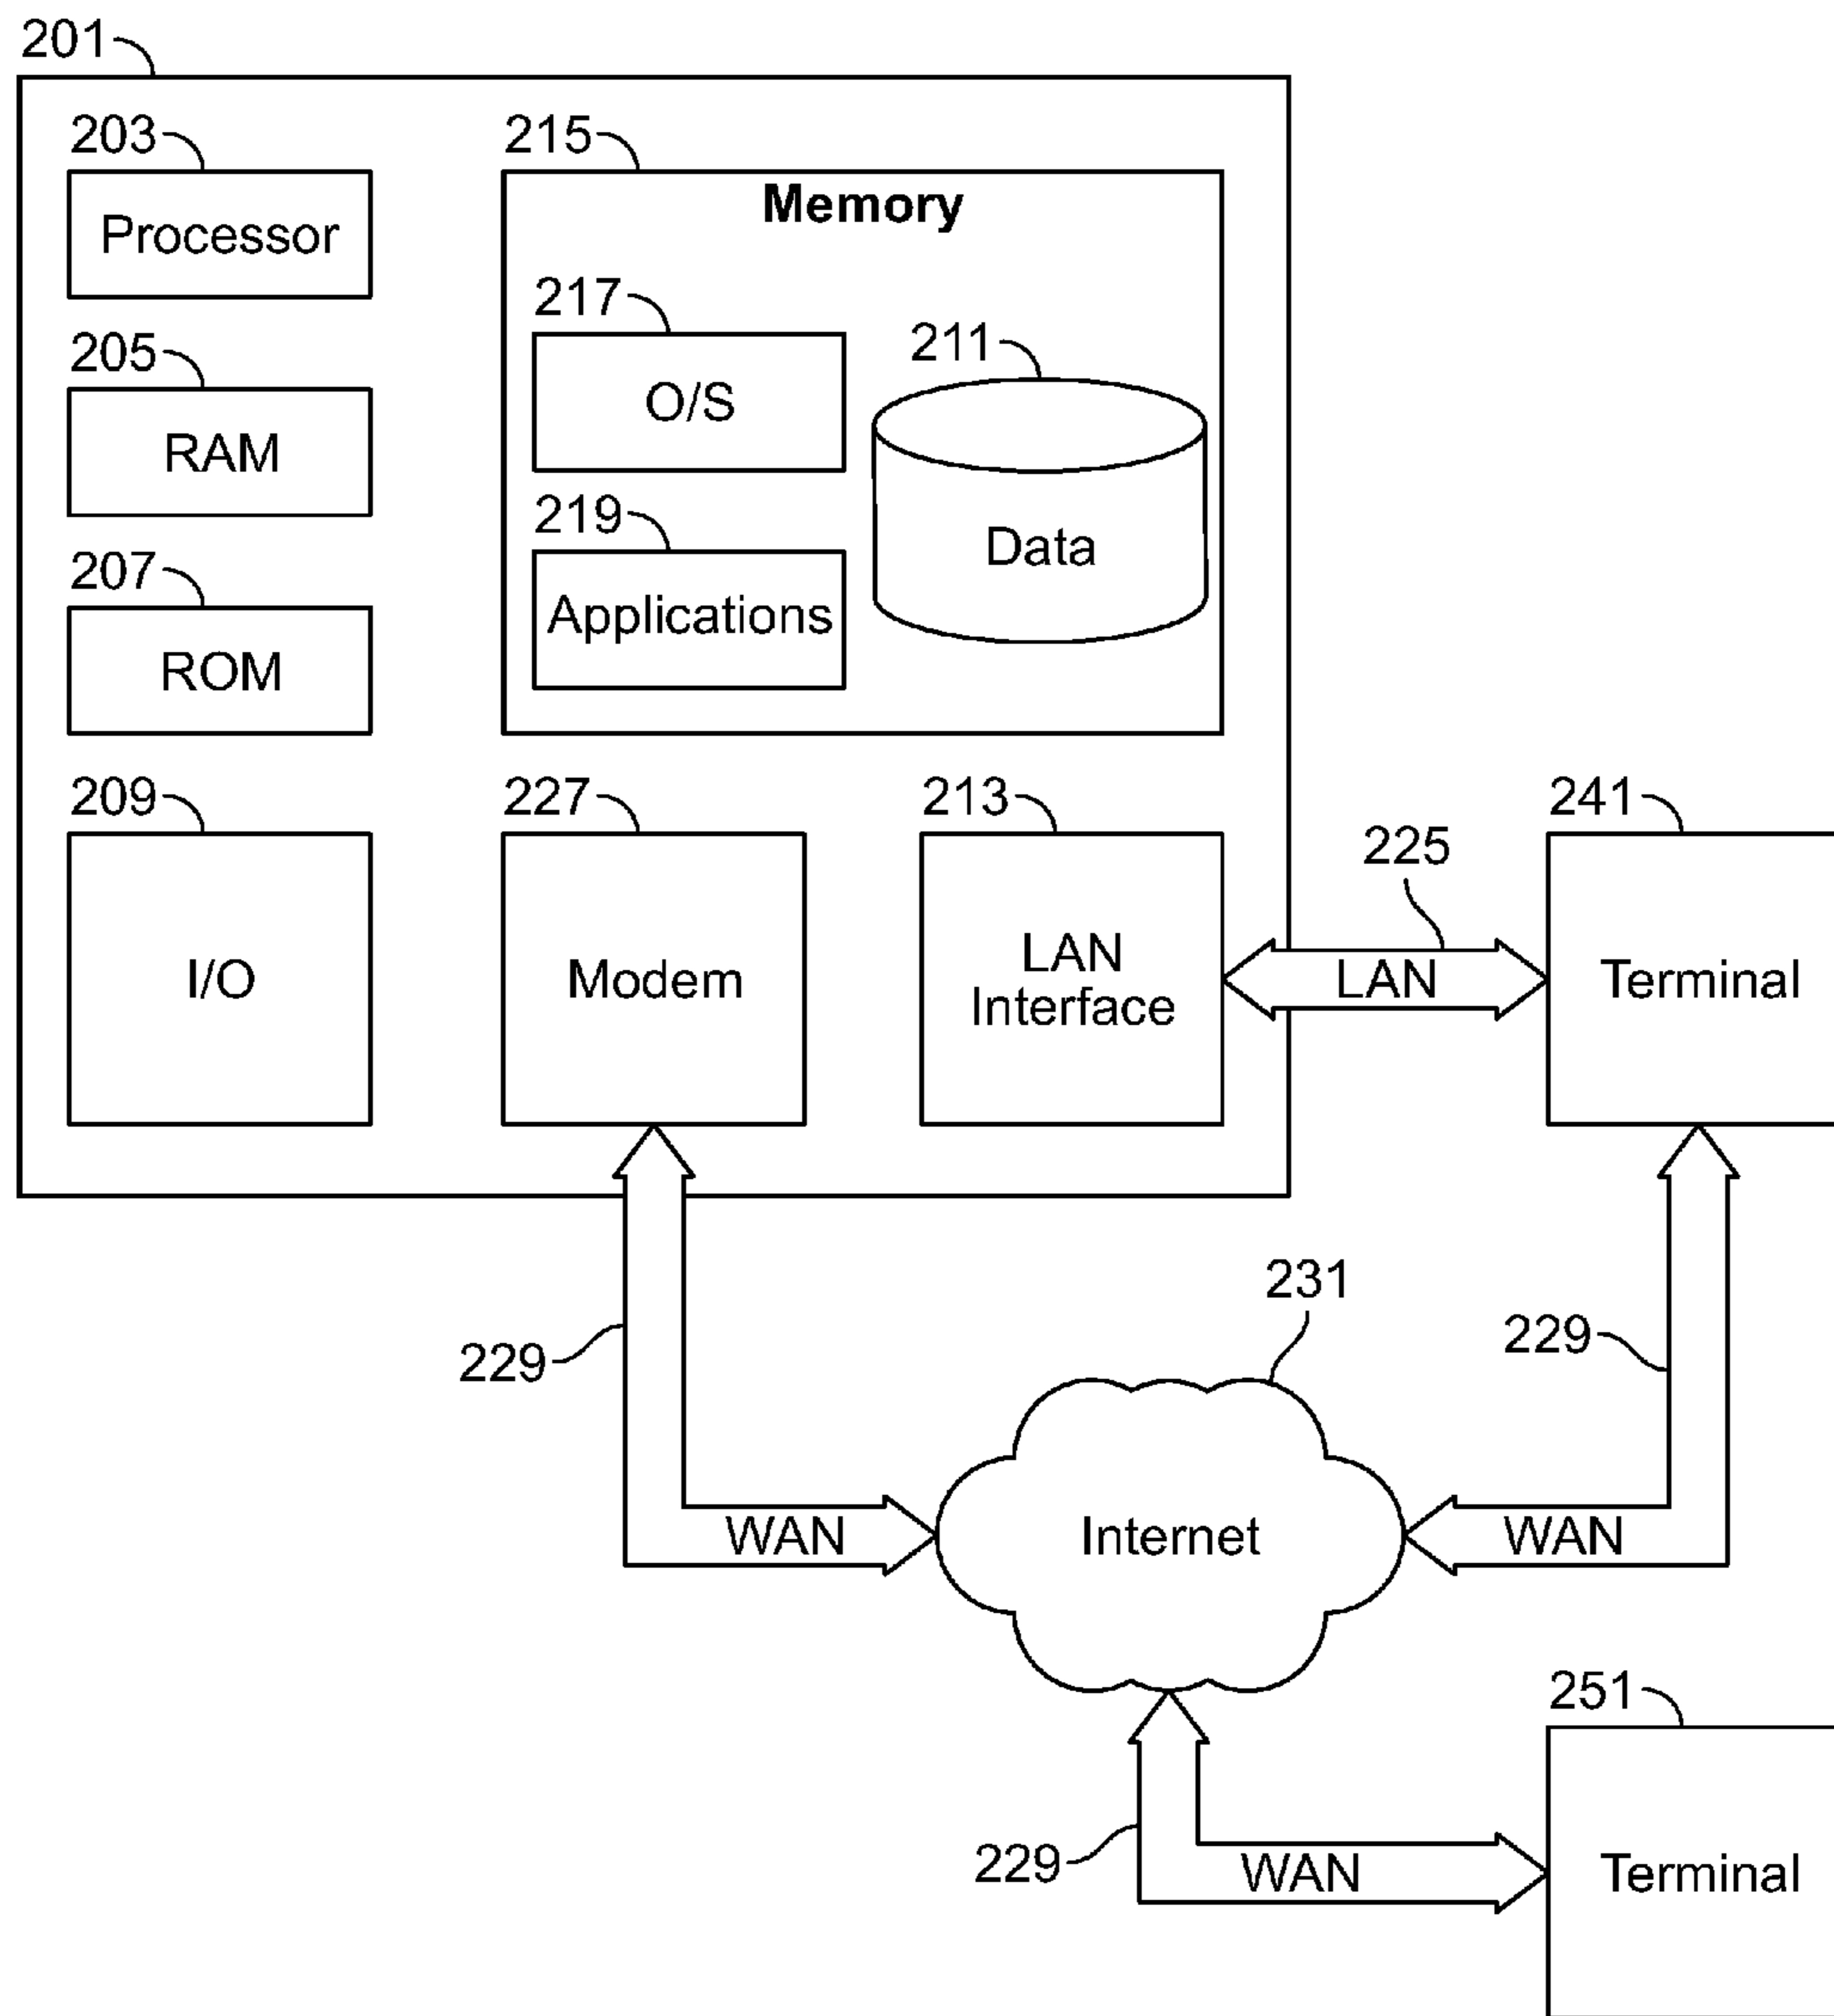 201
203
Processor
205
RAM
207
ROM
215
Memory
217
O/S
211
Data
219
Applications
209
I/O
227
Modem
213
LAN
Interface
225
LAN
241
Terminal
229
WAN
231
Internet
229
WAN
229
WAN
251
Terminal